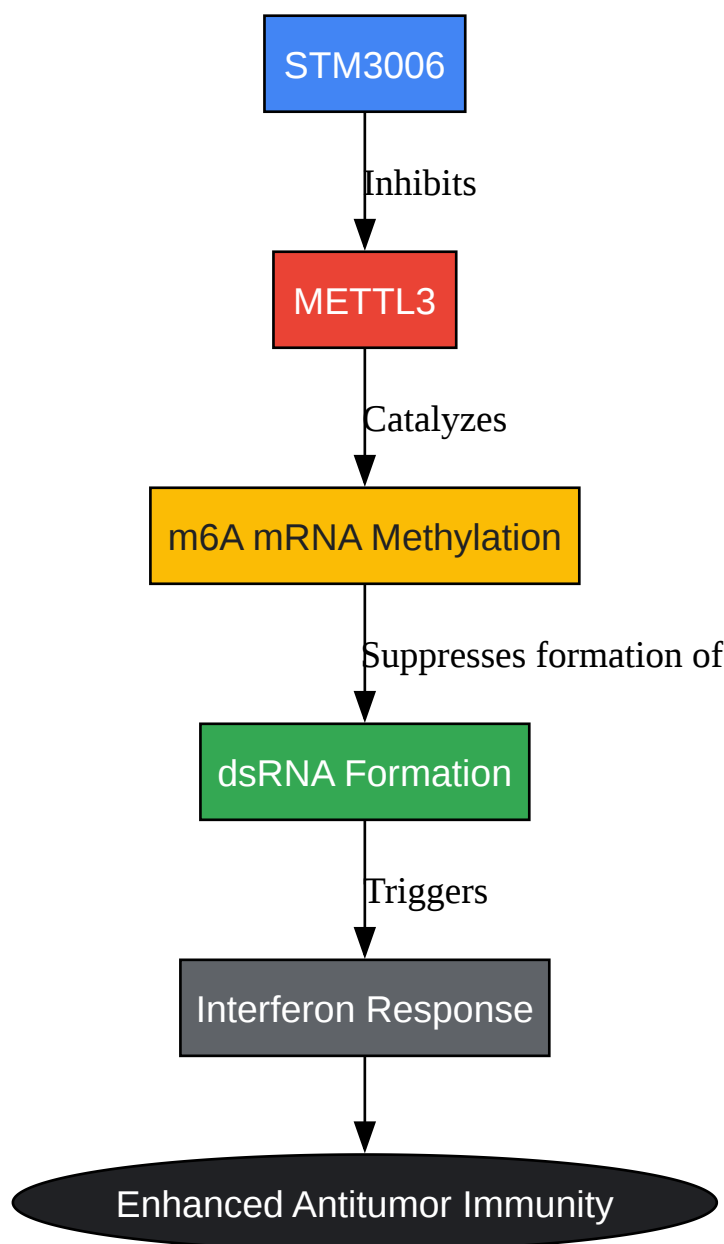 STM3006
Inhibits
METTL3
Catalyzes
m6A mRNA Methylation
Suppresses formation of
dsRNA Formation
Triggers
Interferon Response
Enhanced Antitumor Immunity